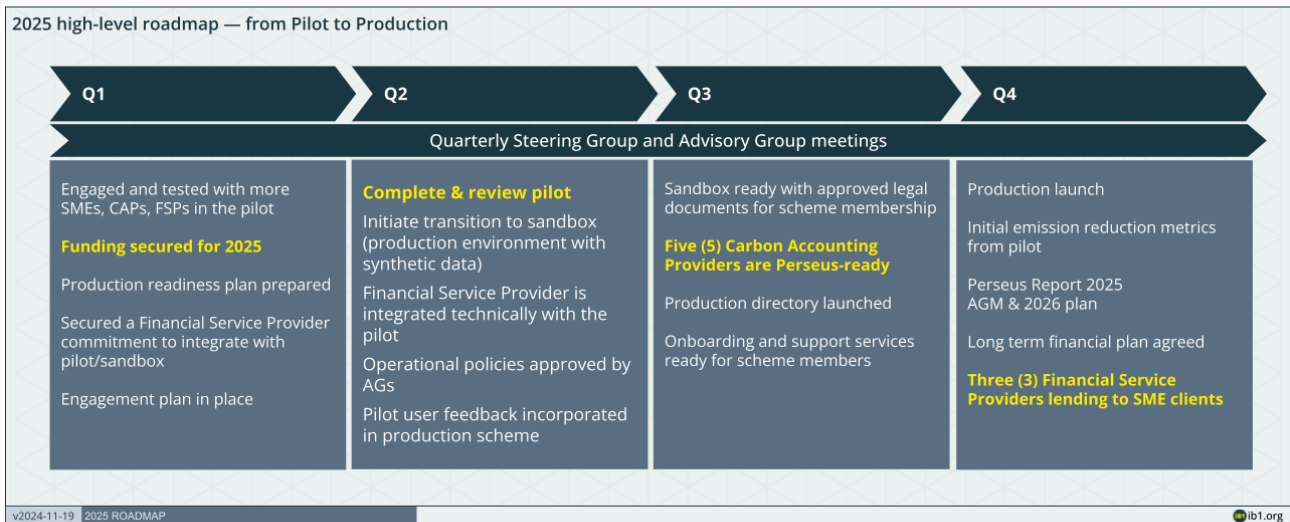 2025 high-level roadmap — from Pilot to Production
Q1
Q2
Q3
Q4
Quarterly Steering Group and Advisory Group meetings
Engaged and tested with more
SMEs, CAPs, FSPs in the pilot
Funding secured for 2025
Production readiness plan prepared
Secured a Financial Service Provider
commitment to integrate with
pilot/sandbox
Engagement plan in place
Complete & review pilot
Initiate transition to sandbox
(production environment with
synthetic data)
Financial Service Provider is
integrated technically with the
pilot
Operational policies approved by
AGs
Pilot user feedback incorporated
in production scheme
Sandbox ready with approved legal
documents for scheme membership
Five (5) Carbon Accounting
Providers are Perseus-ready
Production directory launched
Onboarding and support services
ready for scheme members
Production launch
Initial emission reduction metrics
from pilot
Perseus Report 2025
AGM & 2026 plan
Long term financial plan agreed
Three (3) Financial Service
Providers lending to SME clients
v2024-11-19 2025 ROADMAP
ib1.org